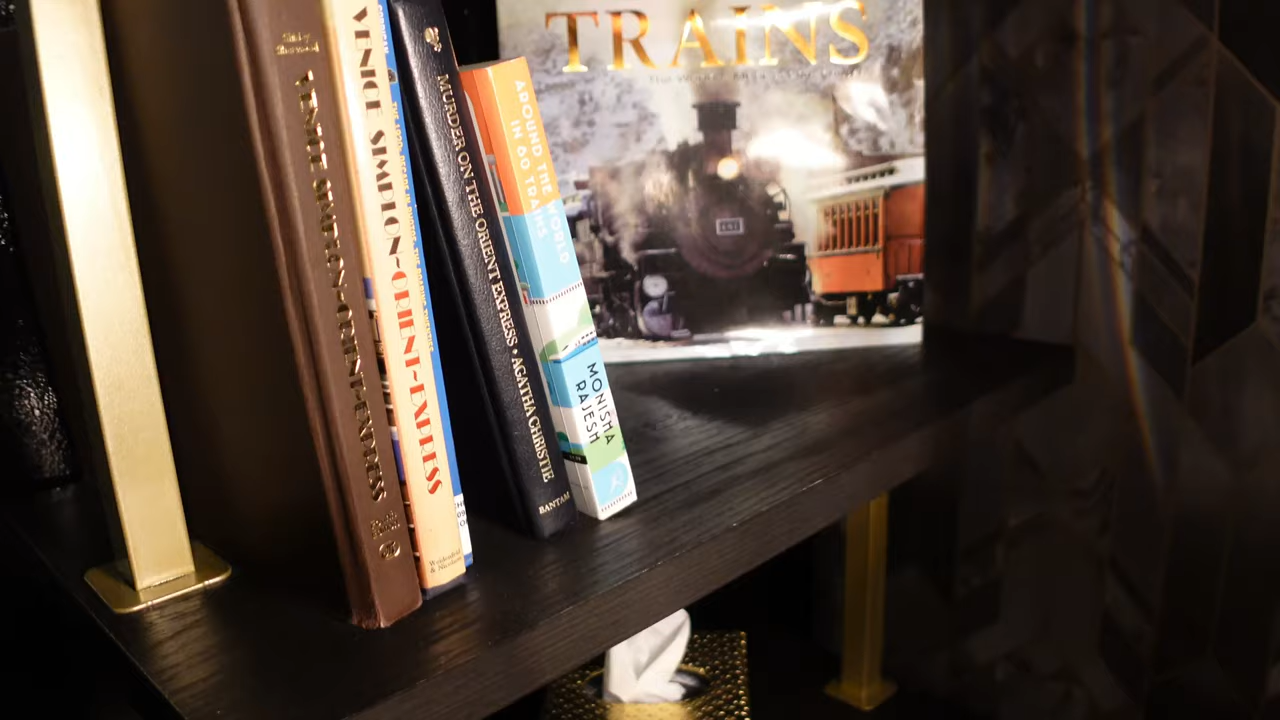 VENICE SIMPLON-ORIENT-EXPRESS
VENICE SIMPLON-ORIENT-EXPRESS
Weidenfeld
& Nicolson
MURDER ON THE ORIENT EXPRESS • AGATHA CHRISTIE
BANTAM
AROUND THE WORLD
IN 60 TRAINS
MONISHA
RAJESH
TRAINS